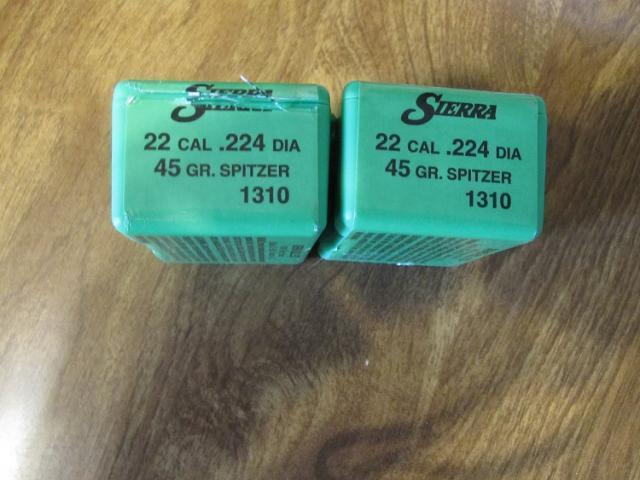 SIERRA
22 CAL .224 DIA
45 GR. SPITZER
1310
SIERRA
22 CAL .224 DIA
45 GR. SPITZER
1310